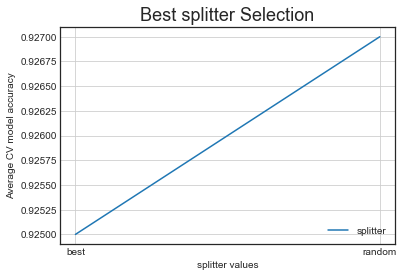 Best splitter Selection
Average CV model accuracy
0.92700
0.92675
0.92650
0.92625
0.92600
0.92575
0.92550
0.92525
0.92500
splitter
best random
splitter values